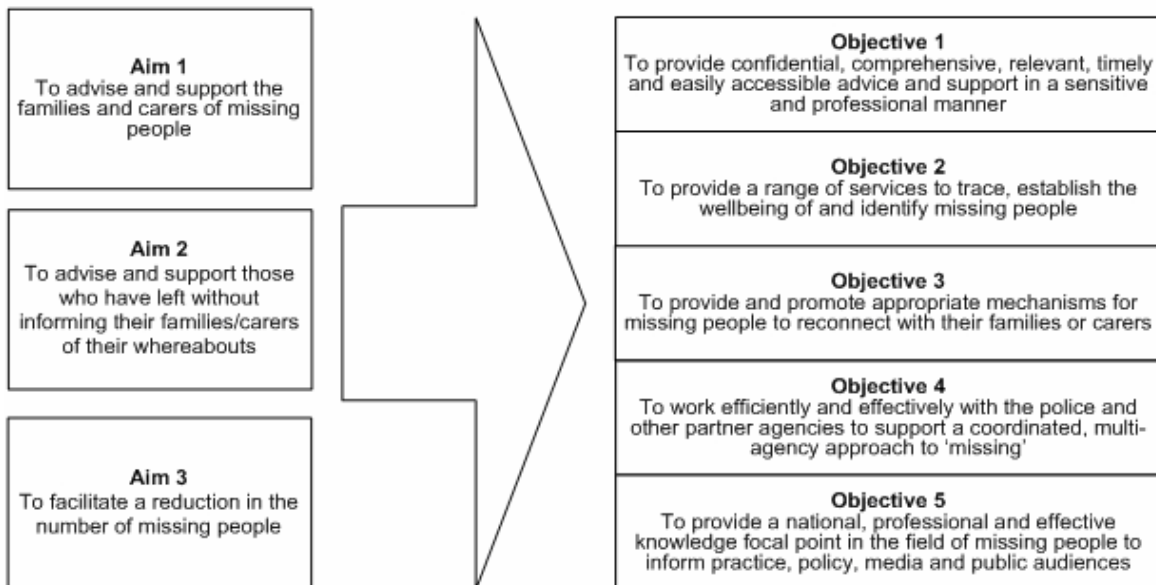 Aim 1
To advise and support the
families and carers of missing
people
Aim 2
To advise and support those
who have left without
informing their families/carers
of their whereabouts
Aim 3
To facilitate a reduction in the
number of missing people
Objective 1
To provide confidential, comprehensive, relevant, timely
and easily accessible advice and support in a sensitive
and professional manner
Objective 2
To provide a range of services to trace, establish the
wellbeing of and identify missing people
Objective 3
To provide and promote appropriate mechanisms for
missing people to reconnect with their families or carers
Objective 4
To work efficiently and effectively with the police and
other partner agencies to support a coordinated, multi-
agency approach to ‘missing’
Objective 5
To provide a national, professional and effective
knowledge focal point in the field of missing people to
inform practice, policy, media and public audiences